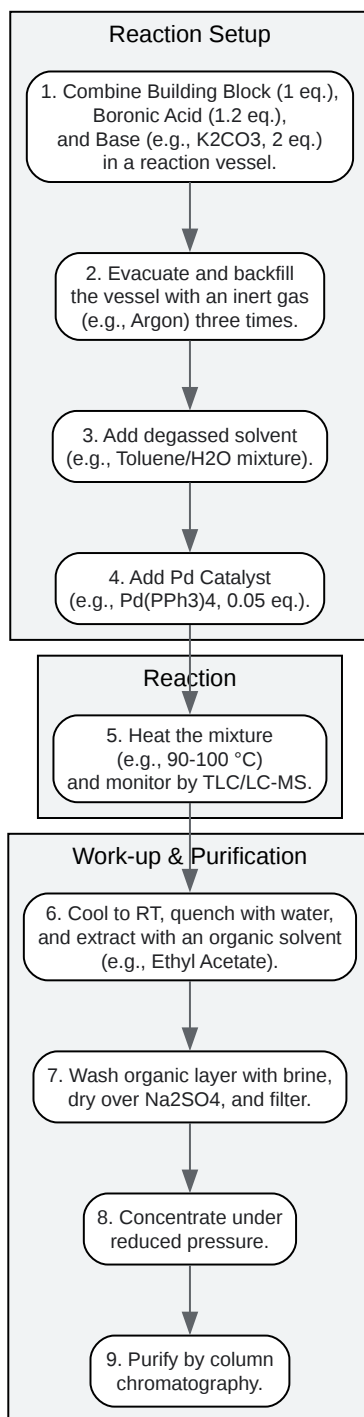 Reaction Setup
1. Combine Building Block (1 eq.),
Boronic Acid (1.2 eq.),
and Base (e.g., K2CO3, 2 eq.)
in a reaction vessel.
2. Evacuate and backfill
the vessel with an inert gas
(e.g., Argon) three times.
3. Add degassed solvent
(e.g., Toluene/H2O mixture).
4. Add Pd Catalyst
(e.g., Pd(PPh3)4, 0.05 eq.).
Reaction
5. Heat the mixture
(e.g., 90-100 °C)
and monitor by TLC/LC-MS.
Work-up & Purification
6. Cool to RT, quench with water,
and extract with an organic solvent
(e.g., Ethyl Acetate).
7. Wash organic layer with brine,
dry over Na2SO4, and filter.
8. Concentrate under
reduced pressure.
9. Purify by column
chromatography.